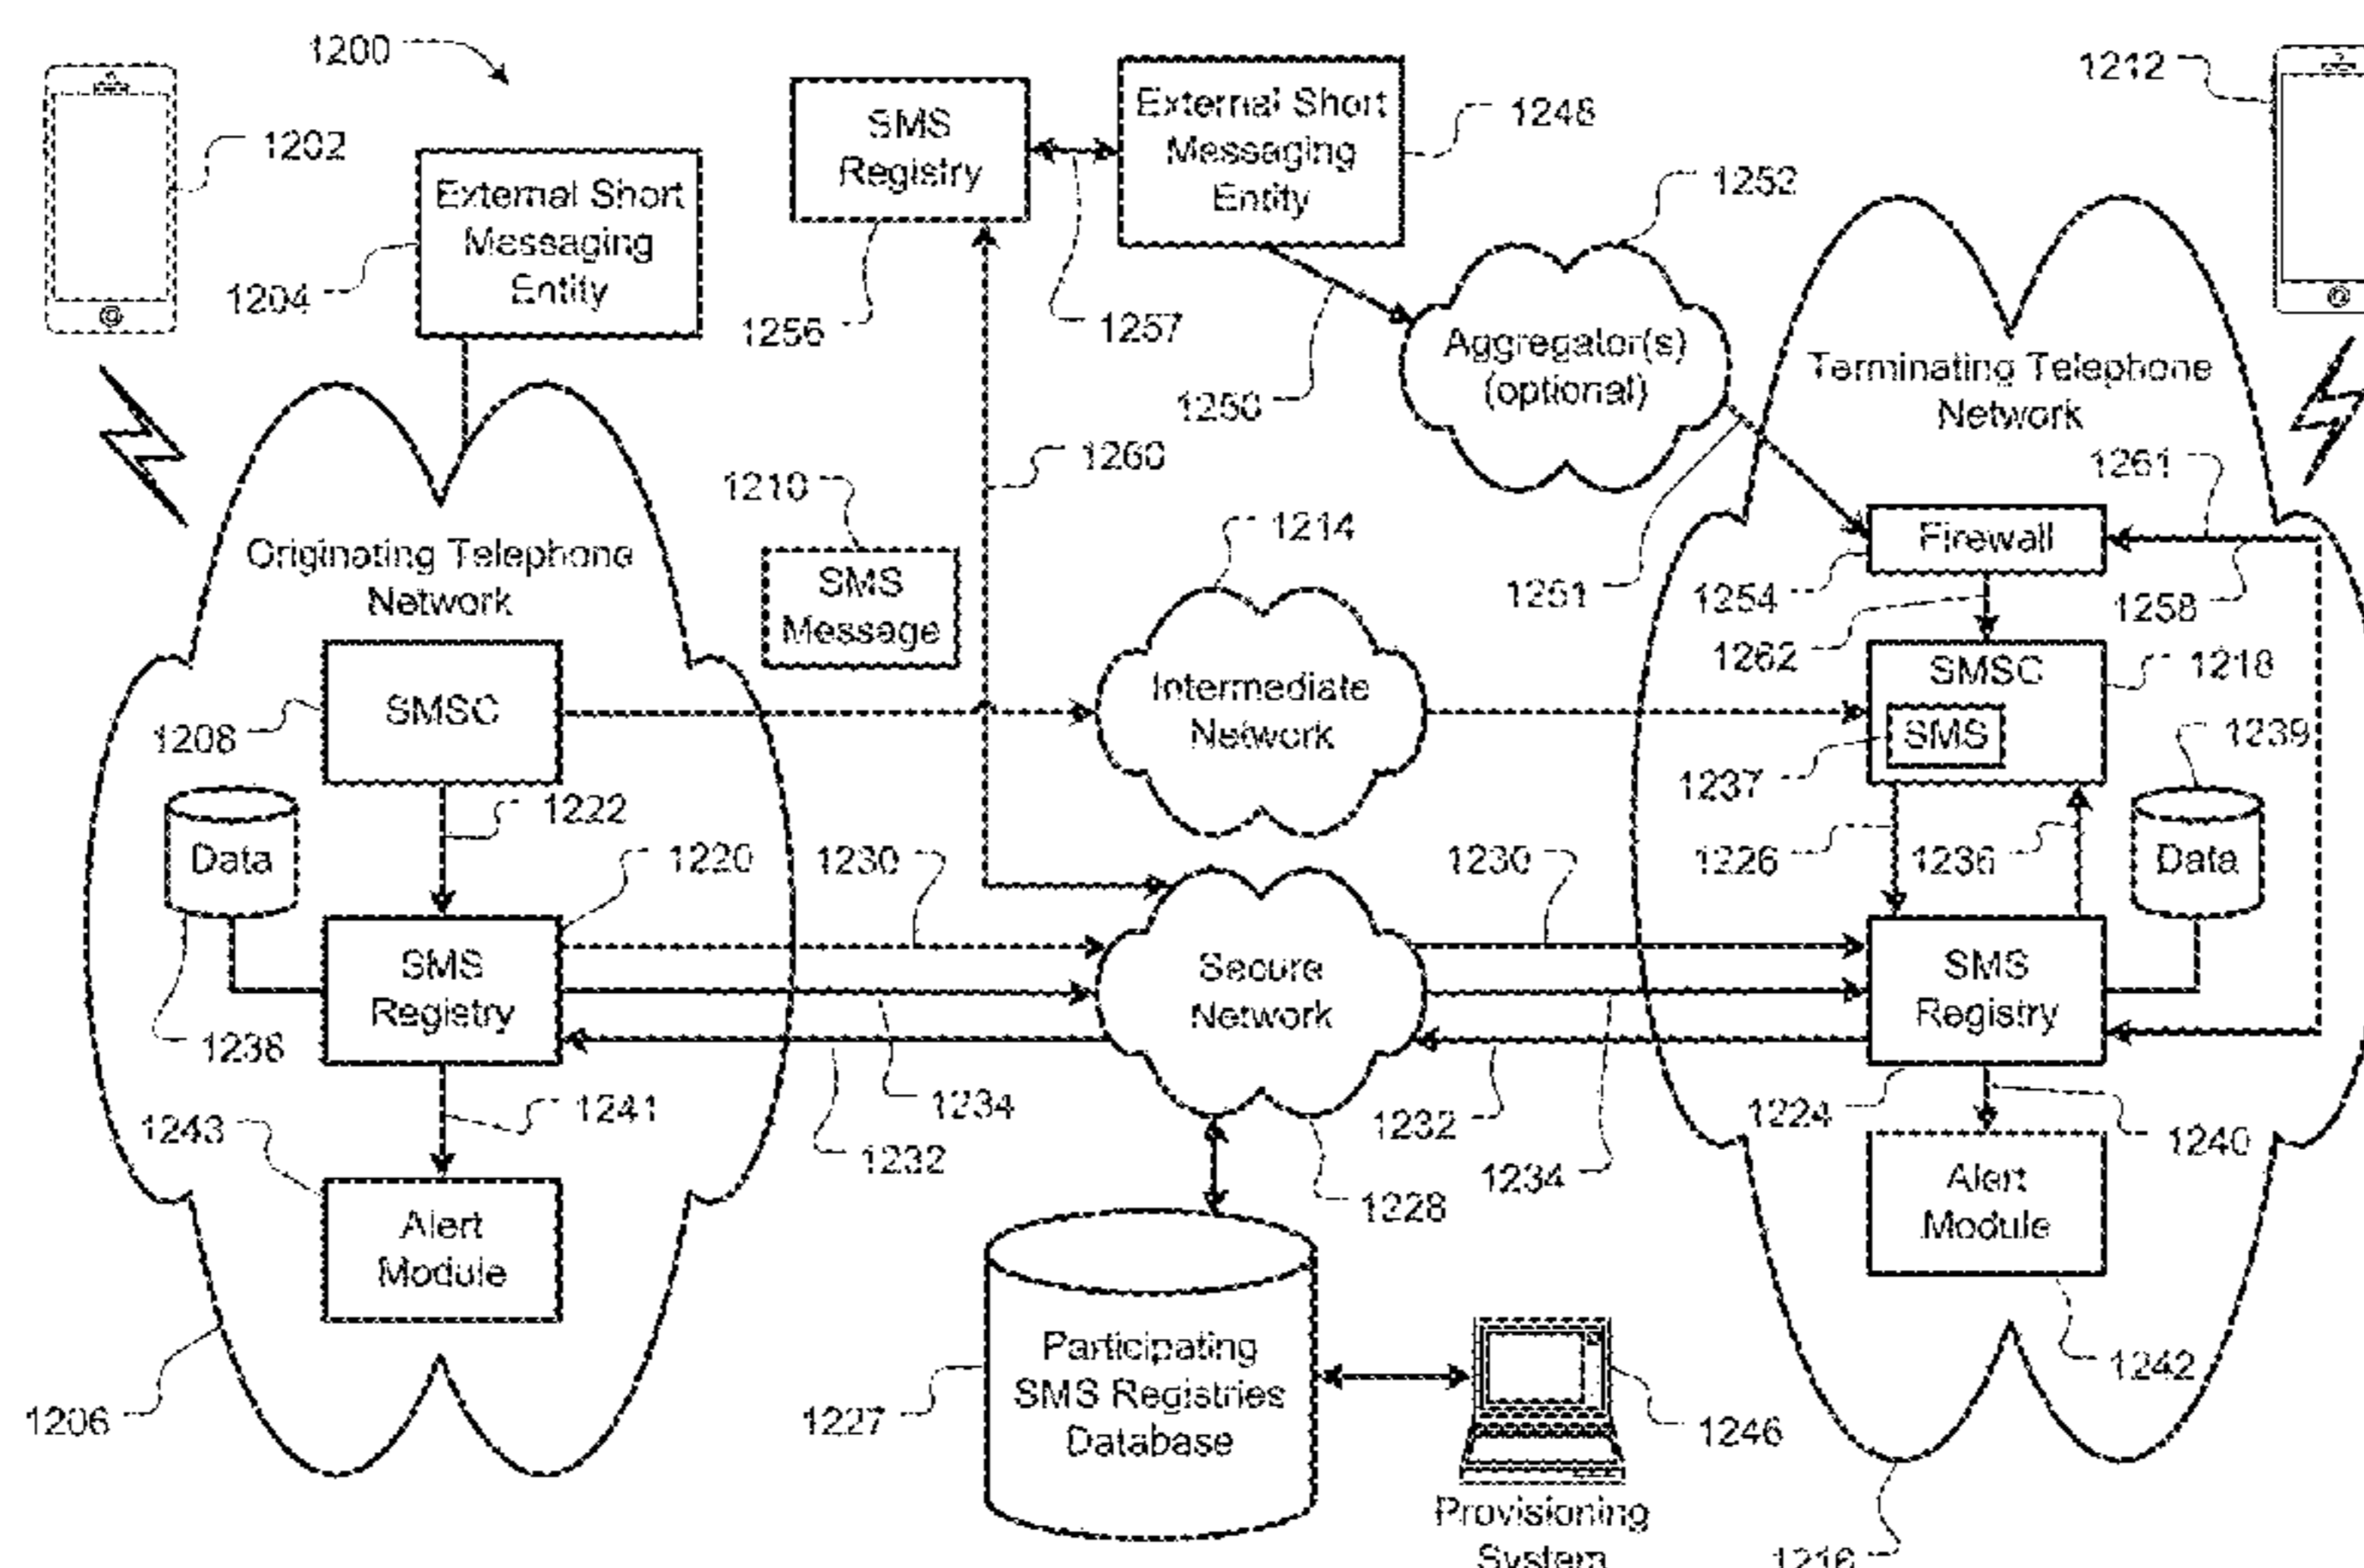 1200
1202
External Short
Messaging
Entity
1204
SMS
Registry
1256
1257
External Short
Messaging
Entity
1248
1250
1252
Aggregator(s)
(optional)
1251
1212
Terminating Telephone
Network
1261
Firewall
1254
1258
1262
1260
1210
SMS
Message
1214
Intermediate
Network
Originating Telephone
Network
SMSC
1208
1222
Data
1238
1220
SMS
Registry
1230
1230
Secure
Network
1234
1232
1232
1234
1228
1241
1243
Alert
Module
1206
SMSC
1218
SMS
1237
1239
Data
1226
1236
SMS
Registry
1224
1240
Alert
Module
1242
Participating
SMS Registries
Database
1227
1246
Provisioning
System
1216